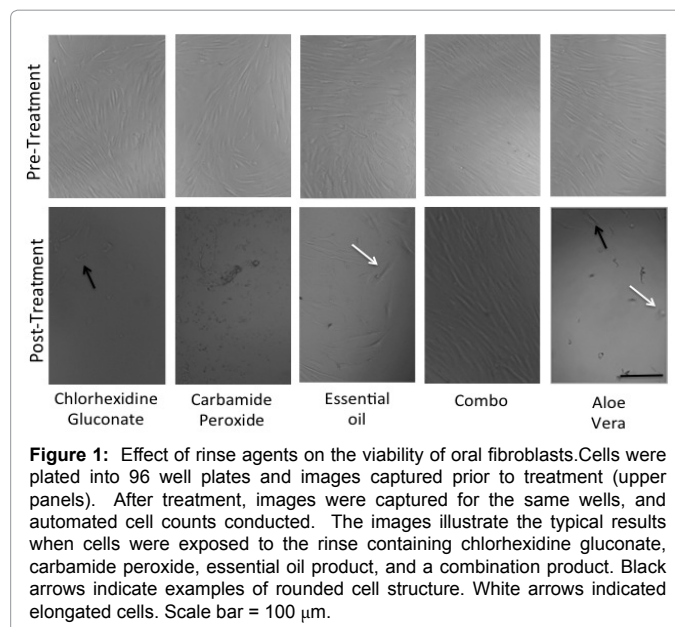 Pre-Treatment
Post-Treatment
Chlorhexidine
Gluconate
Carbamide
Peroxide
Essential
oil
Combo
Aloe
Vera
Figure 1: Effect of rinse agents on the viability of oral fibroblasts.Cells were
plated into 96 well plates and images captured prior to treatment (upper
panels). After treatment, images were captured for the same wells, and
automated cell counts conducted. The images illustrate the typical results
when cells were exposed to the rinse containing chlorhexidine gluconate,
carbamide peroxide, essential oil product, and a combination product. Black
arrows indicate examples of rounded cell structure. White arrows indicated
elongated cells. Scale bar = 100 μm.